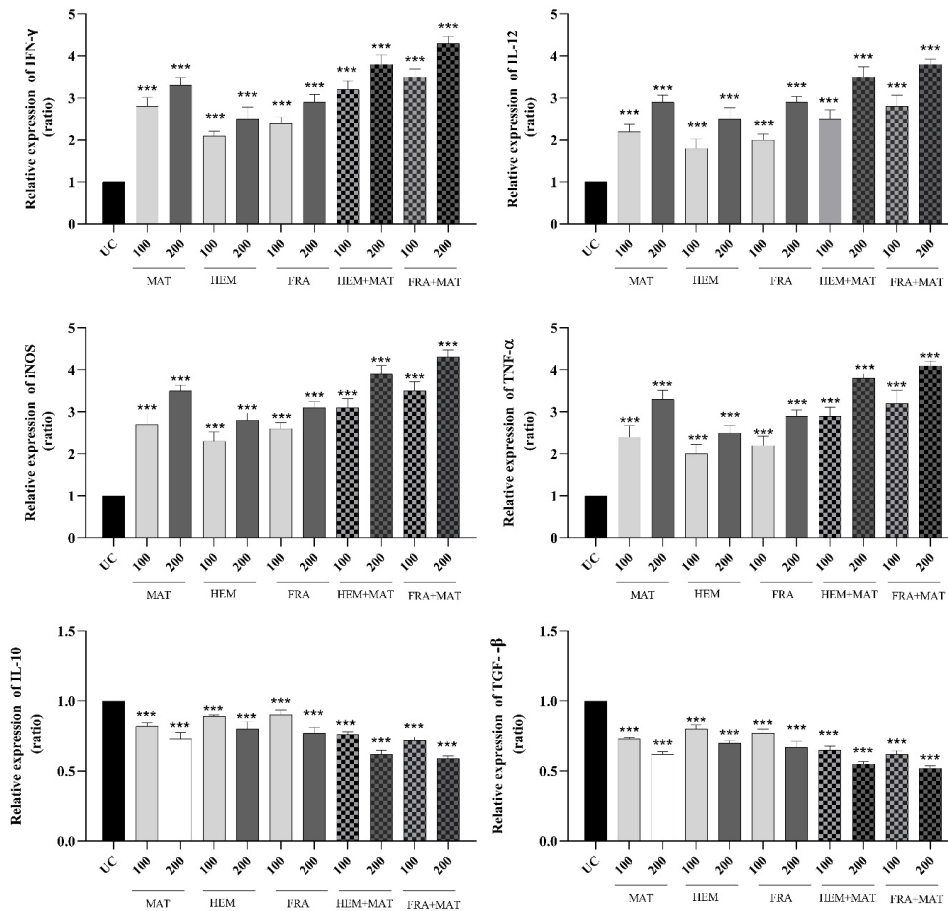 Relative expression of IFN-γ
(ratio)
5
4
3
2
1
0
*** *** *** *** *** *** *** *** *** ***
UC 100 200 100 200 100 200 100 200 100 200
MAT HEM FRA HEM+MAT FRA+MAT
Relative expression of IL-12
(ratio)
5
4
3
2
1
0
*** *** *** *** *** *** *** *** *** ***
UC 100 200 100 200 100 200 100 200 100 200
MAT HEM FRA HEM+MAT FRA+MAT
Relative expression of iNOS
(ratio)
5
4
3
2
1
0
*** *** *** *** *** *** *** *** *** ***
UC 100 200 100 200 100 200 100 200 100 200
MAT HEM FRA HEM+MAT FRA+MAT
Relative expression of TNF-α
(ratio)
5
4
3
2
1
0
*** *** *** *** *** *** *** *** *** ***
UC 100 200 100 200 100 200 100 200 100 200
MAT HEM FRA HEM+MAT FRA+MAT
Relative expression of IL-10
(ratio)
1.5
1.0
0.5
0.0
*** *** *** *** *** *** *** *** *** ***
UC 100 200 100 200 100 200 100 200 100 200
MAT HEM FRA HEM+MAT FRA+MAT
Relative expression of TGF- -β
(ratio)
1.5
1.0
0.5
0.0
*** *** *** *** *** *** *** *** *** ***
UC 100 200 100 200 100 200 100 200 100 200
MAT HEM FRA HEM+MAT FRA+MAT